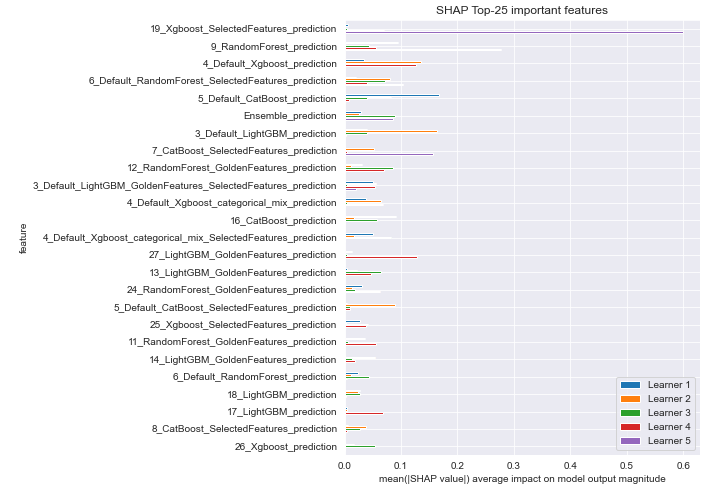 SHAP Top-25 important features
19_Xgboost_SelectedFeatures_prediction
9_RandomForest_prediction
4_Default_Xgboost_prediction
6_Default_RandomForest_SelectedFeatures_prediction
5_Default_CatBoost_prediction
Ensemble_prediction
3_Default_LightGBM_prediction
7_CatBoost_SelectedFeatures_prediction
12_RandomForest_GoldenFeatures_prediction
3_Default_LightGBM_GoldenFeatures_SelectedFeatures_prediction
4_Default_Xgboost_categorical_mix_prediction
16_CatBoost_prediction
4_Default_Xgboost_categorical_mix_SelectedFeatures_prediction
27_LightGBM_GoldenFeatures_prediction
13_LightGBM_GoldenFeatures_prediction
24_RandomForest_GoldenFeatures_prediction
5_Default_CatBoost_SelectedFeatures_prediction
25_Xgboost_SelectedFeatures_prediction
11_RandomForest_GoldenFeatures_prediction
14_LightGBM_GoldenFeatures_prediction
6_Default_RandomForest_prediction
18_LightGBM_prediction
17_LightGBM_prediction
8_CatBoost_SelectedFeatures_prediction
26_Xgboost_prediction
feature
Learner 1
Learner 2
Learner 3
Learner 4
Learner 5
0.0 0.1 0.2 0.3 0.4 0.5 0.6
mean(|SHAP value|) average impact on model output magnitude